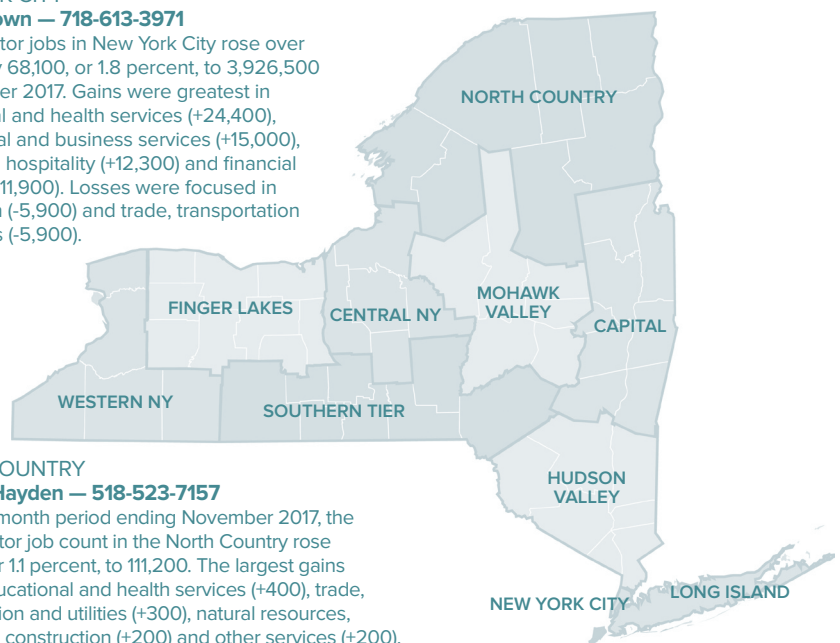 own — 718-613-3971
tor jobs in New York City rose over
68,100, or 1.8 percent, to 3,926,500
er 2017. Gains were greatest in
and health services (+24,400),
al and business services (+15,000),
hospitality (+12,300) and financial
11,900). Losses were focused in
(-5,900) and trade, transportation
s (-5,900).
NORTH COUNTRY
FINGER LAKES
CENTRAL NY
MOHAWK
VALLEY
CAPITAL
WESTERN NY
SOUTHERN TIER
HUDSON
VALLEY
NEW YORK CITY
LONG ISLAND
OUNTRY
Hayden — 518-523-7157
month period ending November 2017, the
tor job count in the North Country rose
r 1.1 percent, to 111,200. The largest gains
ucational and health services (+400), trade,
ion and utilities (+300), natural resources,
construction (+200) and other services (+200).